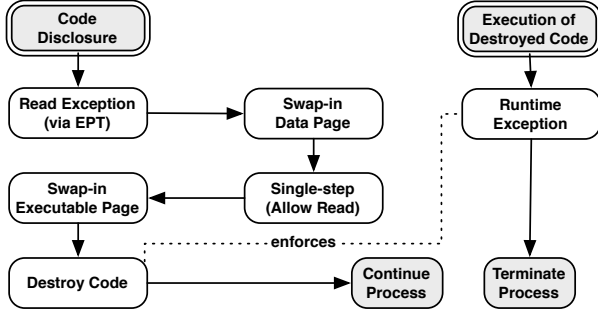 Code
Disclosure
Execution of
Destroyed Code
Read Exception
(via EPT)
Swap-in
Data Page
Runtime
Exception
Swap-in
Executable Page
Single-step
(Allow Read)
enforces
Destroy Code
Continue
Process
Terminate
Process